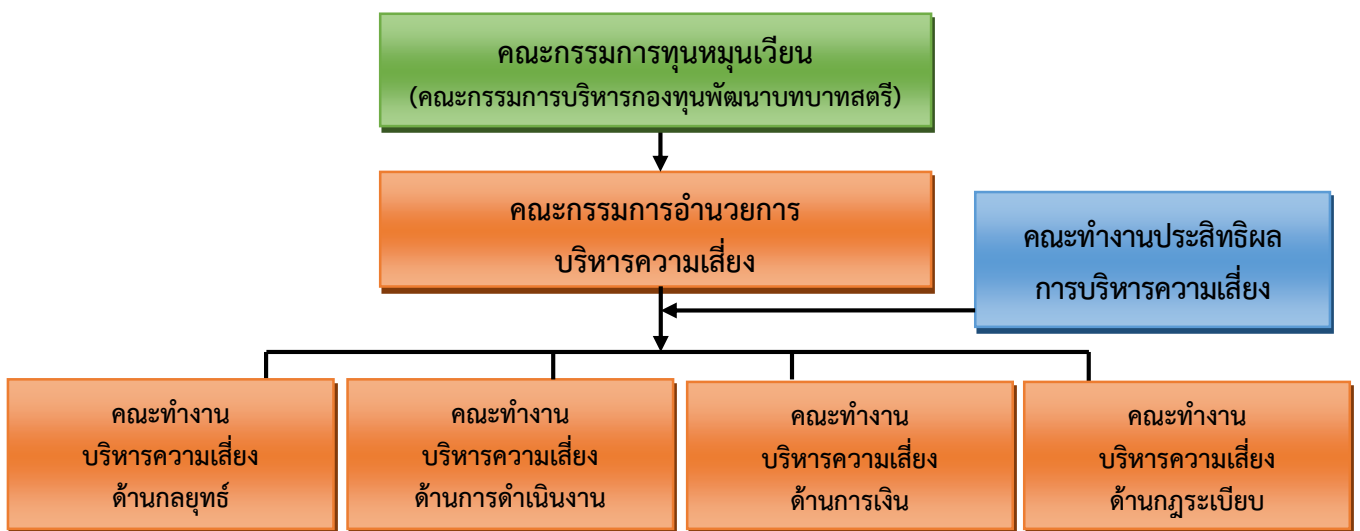 คณะกรรมการทุนหมุนเวียน
(คณะกรรมการบริหารกองทุนพัฒนาบทบาทสตรี)
คณะกรรมการอำนวยการ
บริหารความเสี่ยง
คณะทำงานประสิทธิผล
การบริหารความเสี่ยง
คณะทำงาน
บริหารความเสี่ยง
ด้านกลยุทธ์
คณะทำงาน
บริหารความเสี่ยง
ด้านการดำเนินงาน
คณะทำงาน
บริหารความเสี่ยง
ด้านการเงิน
คณะทำงาน
บริหารความเสี่ยง
ด้านกฎระเบียบ